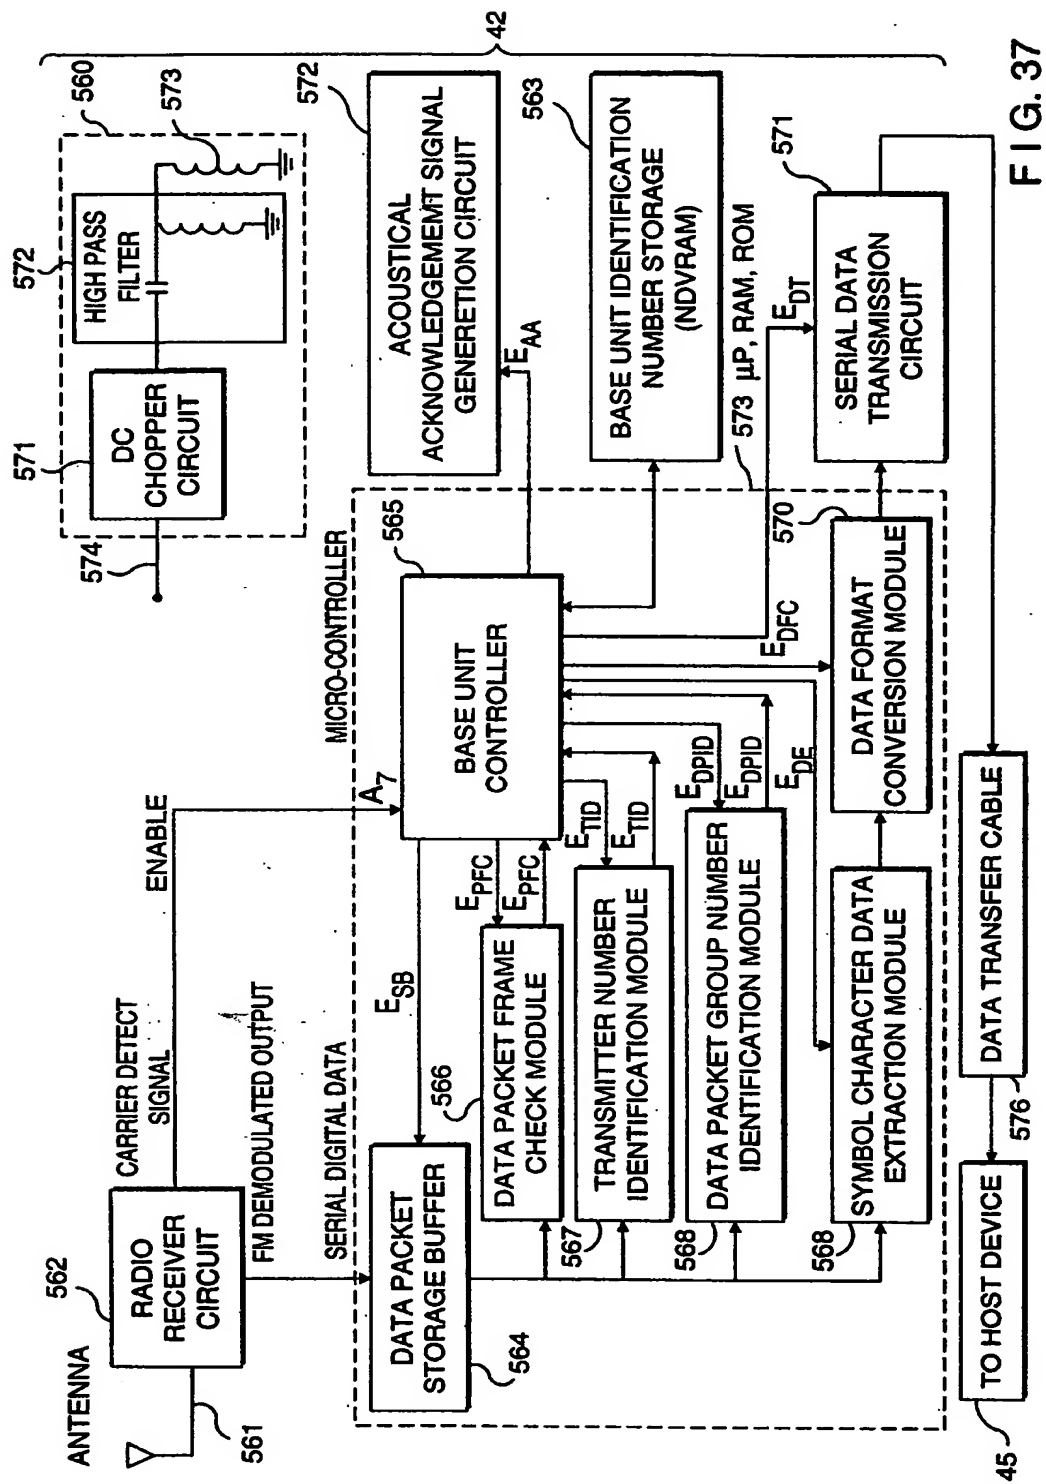 ANTENNA
561
562
RADIO
RECEIVER
CIRCUIT
CARRIER DETECT
SIGNAL
ENABLE
A7
FM DEMODULATED OUTPUT
SERIAL DIGITAL DATA
574
571
DC
CHOPPER
CIRCUIT
572
HIGH PASS
FILTER
560
573
42
MICRO-CONTROLLER
565
BASE UNIT
CONTROLLER
DATA PACKET
STORAGE BUFFER
564
ESB
566
DATA PACKET FRAME
CHECK MODULE
EPFC
EPFC
567
TRANSMITTER NUMBER
IDENTIFICATION MODULE
ETID
ETID
568
DATA PACKET GROUP NUMBER
IDENTIFICATION MODULE
EDPID
EDPID
568
SYMBOL CHARACTER DATA
EXTRACTION MODULE
EDE
EDFC
570
DATA FORMAT
CONVERSION MODULE
572
ACOUSTICAL
ACKNOWLEDGEMEMT SIGNAL
GENERETION CIRCUIT
EAA
563
BASE UNIT IDENTIFICATION
NUMBER STORAGE
(NDVRAM)
573 µP, RAM, ROM
EDT
571
SERIAL DATA
TRANSMISSION
CIRCUIT
45
TO HOST DEVICE
576
DATA TRANSFER CABLE
FIG. 37